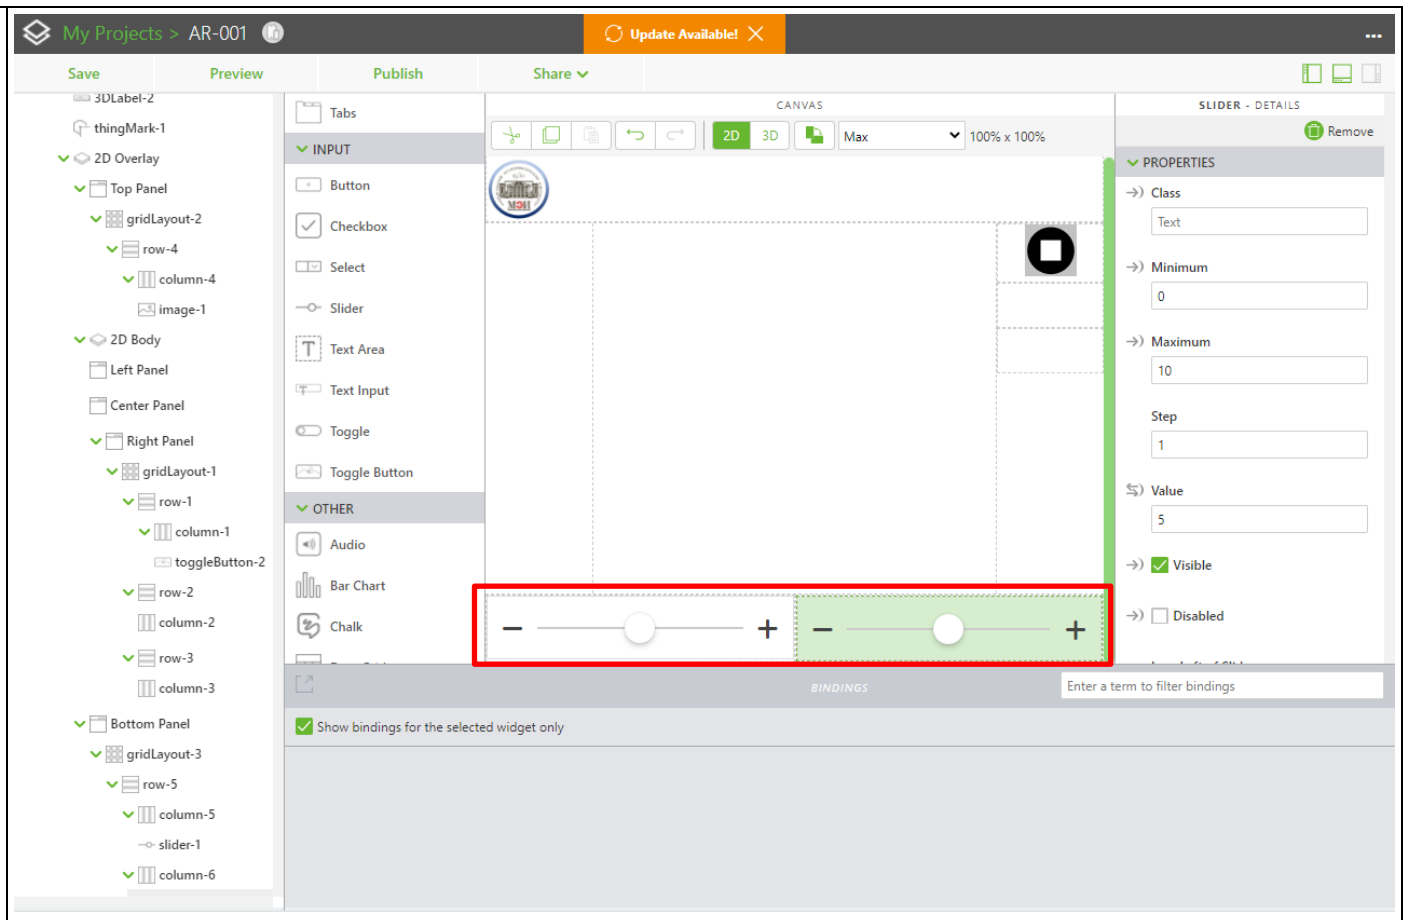 My Projects > AR-001
Update Available!
Save
Preview
Publish
Share
3DLabel-2
thingMark-1
2D Overlay
Top Panel
gridLayout-2
row-4
column-4
image-1
2D Body
Left Panel
Center Panel
Right Panel
gridLayout-1
row-1
column-1
toggleButton-2
row-2
column-2
row-3
column-3
Bottom Panel
gridLayout-3
row-5
column-5
slider-1
column-6
Tabs
INPUT
Button
Checkbox
Select
Slider
Text Area
Text Input
Toggle
Toggle Button
OTHER
Audio
Bar Chart
Chalk
CANVAS
2D
3D
Max
100% x 100%
SLIDER - DETAILS
Remove
PROPERTIES
Class
Text
Minimum
0
Maximum
10
Step
1
Value
5
Visible
Disabled
BINDINGS
Enter a term to filter bindings
Show bindings for the selected widget only